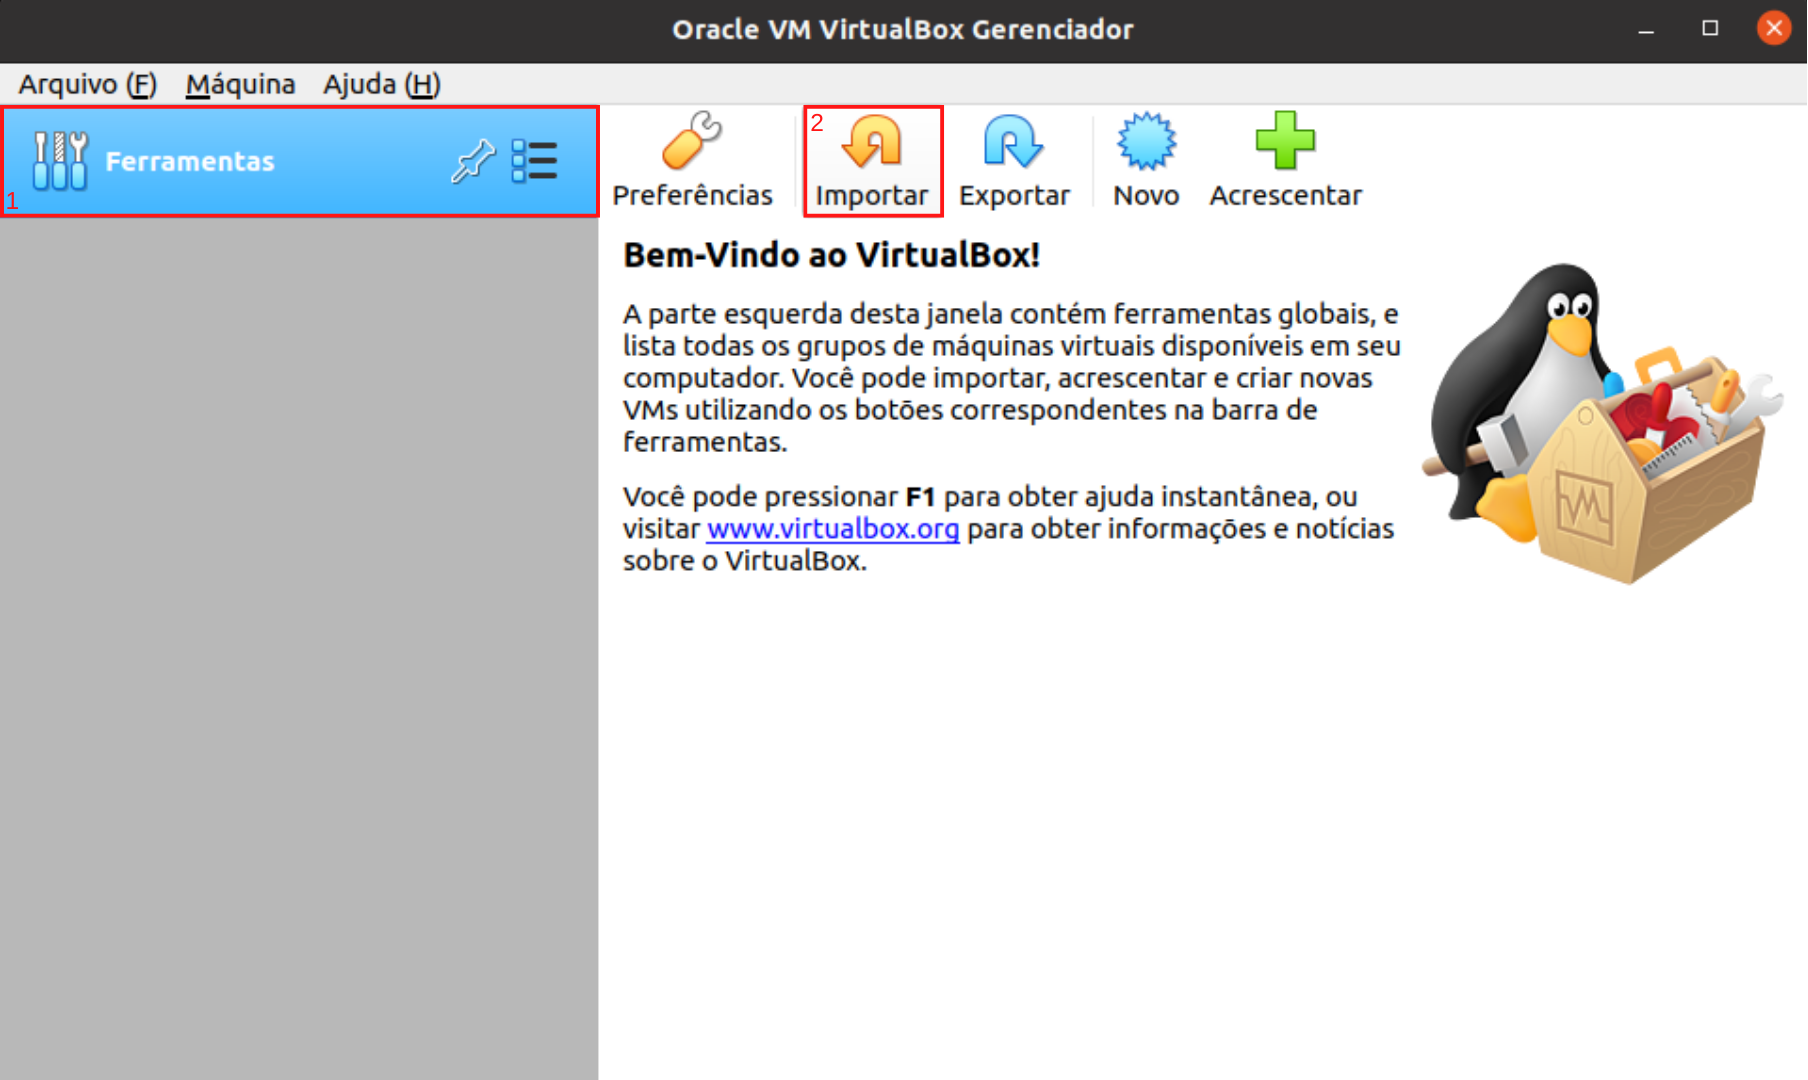 Oracle VM VirtualBox Gerenciador
Arquivo (F) Máquina Ajuda (H)
1 Ferramentas
Preferências
2 Importar
Exportar
Novo
Acrescentar
Bem-Vindo ao VirtualBox!
A parte esquerda desta janela contém ferramentas globais, e
lista todas os grupos de máquinas virtuais disponíveis em seu
computador. Você pode importar, acrescentar e criar novas
VMs utilizando os botões correspondentes na barra de
ferramentas.
Você pode pressionar F1 para obter ajuda instantânea, ou
visitar www.virtualbox.org para obter informações e notícias
sobre o VirtualBox.